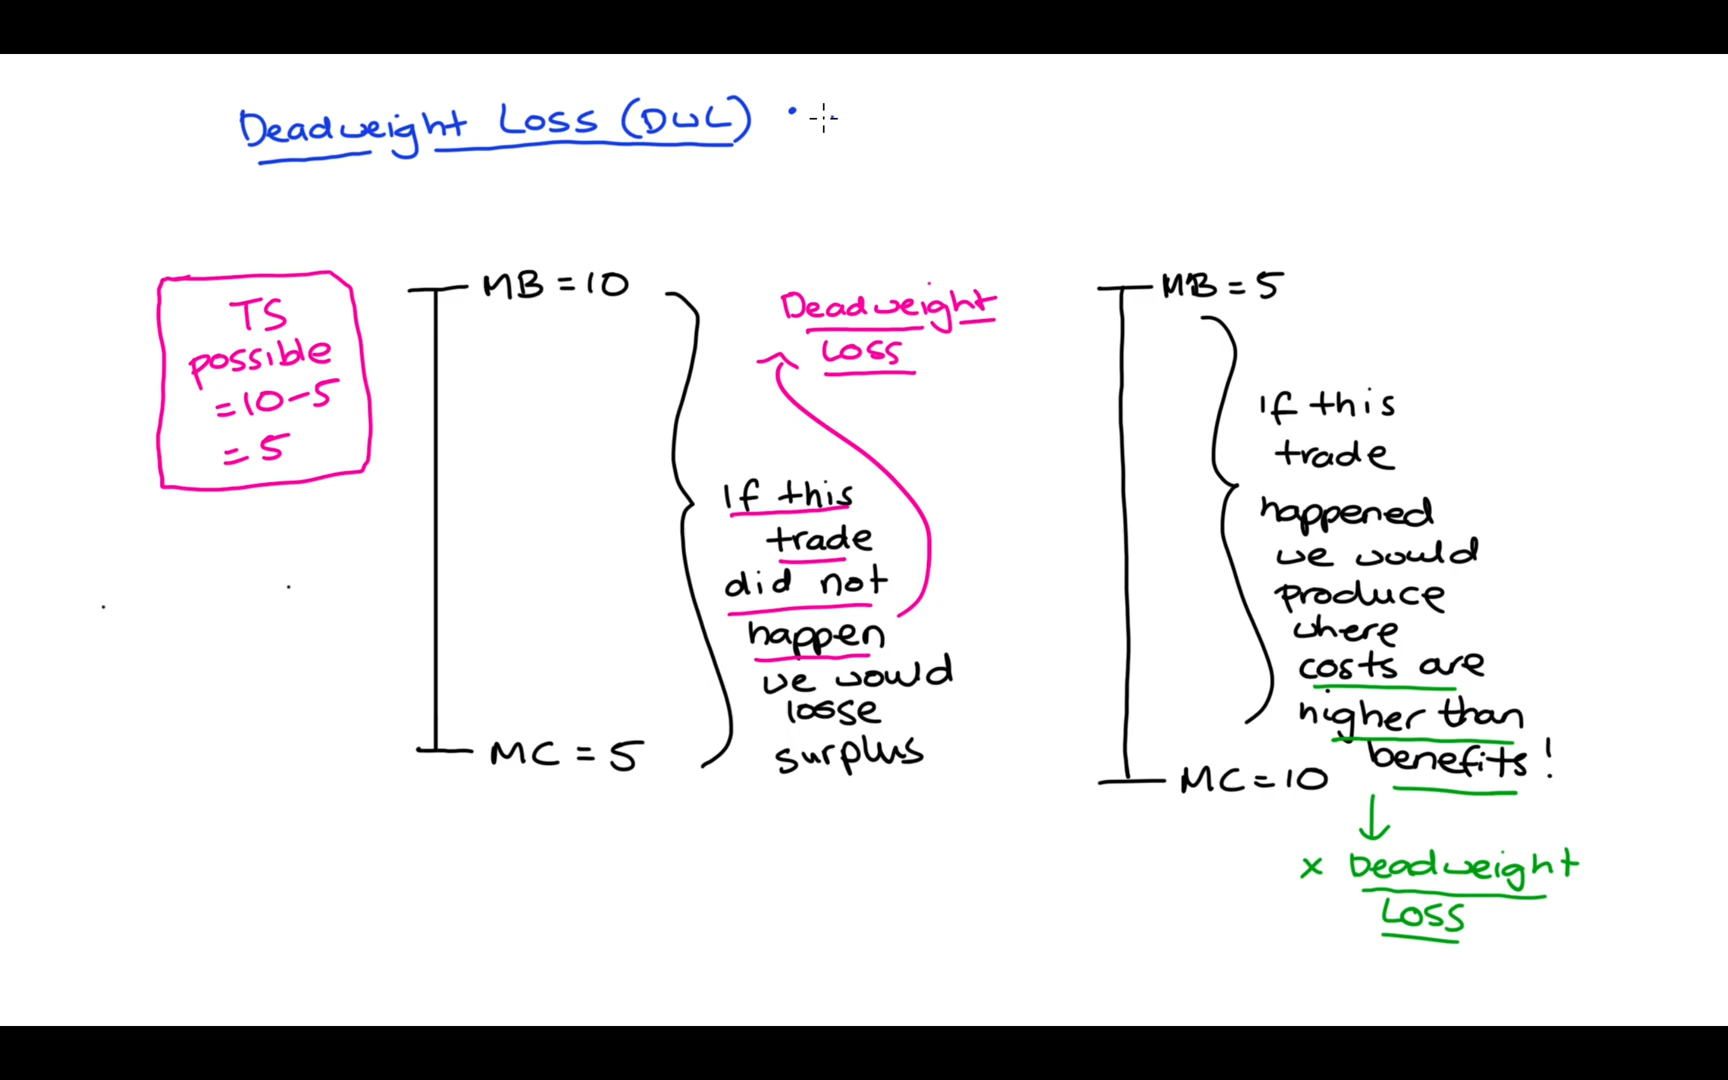 Deadweight Loss (DWL)
TS
possible
= 10 - 5
= 5
MB = 10
MC = 5
Deadweight
Loss
If this
trade
did not
happen
we would
losse
surplus
MB = 5
MC = 10
If this
trade
happened
we would
produce
where
costs are
higher than
benefits !
x Deadweight
Loss